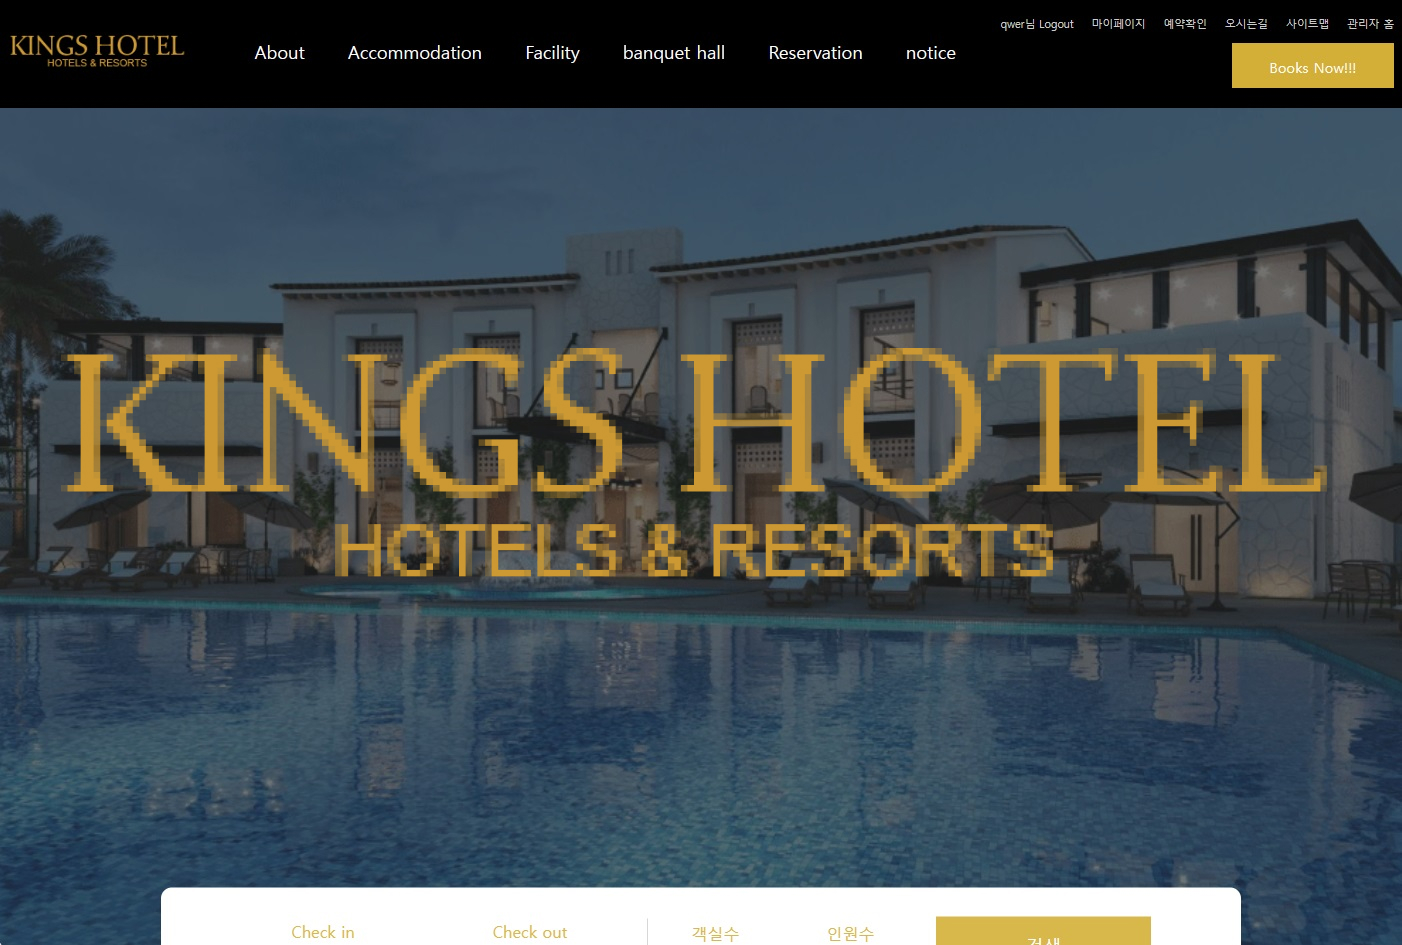 qwer님 Logout 마이페이지 예약확인 오시는길 사이트맵 관리자 홈
KINGS HOTEL
HOTELS & RESORTS
About Accommodation Facility banquet hall Reservation notice
Books Now!!!
KINGS HOTEL
HOTELS & RESORTS
Check in Check out 객실수 인원수 검색